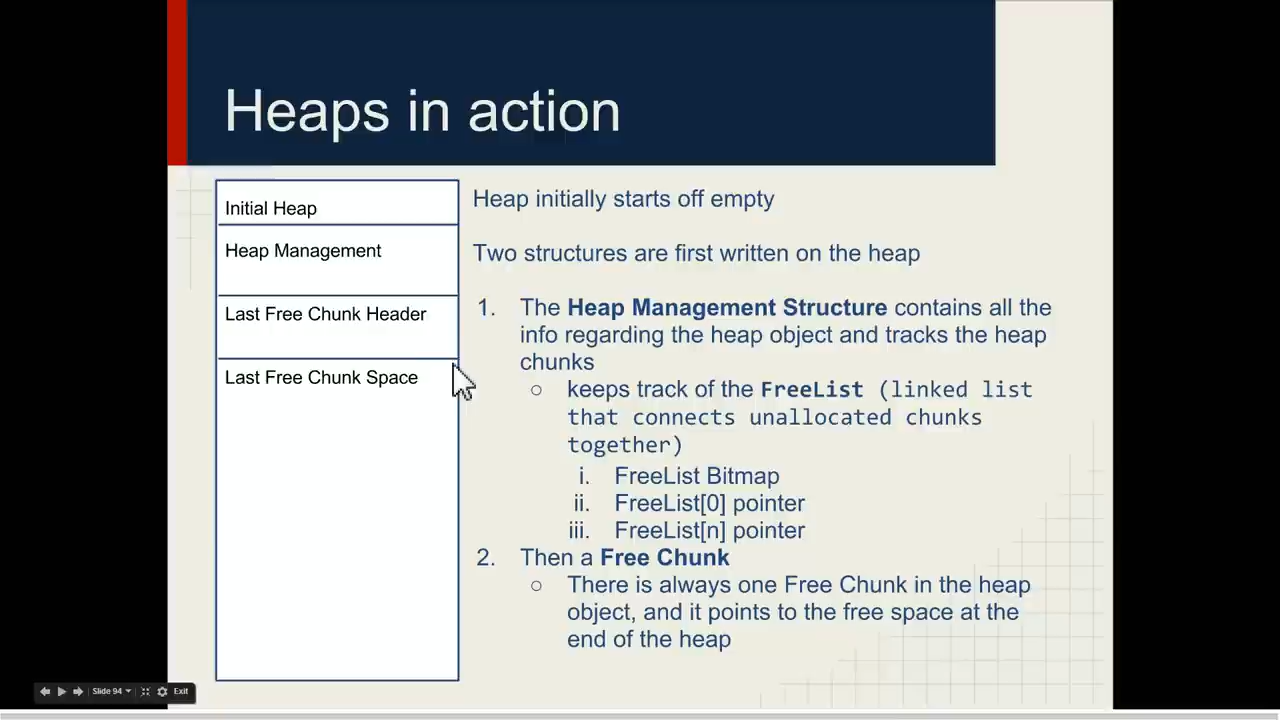 Heaps in action
Initial Heap
Heap Management
Last Free Chunk Header
Last Free Chunk Space
Heap initially starts off empty
Two structures are first written on the heap
1. The Heap Management Structure contains all the
info regarding the heap object and tracks the heap
chunks
○ keeps track of the FreeList (linked list
that connects unallocated chunks
together)
i. FreeList Bitmap
ii. FreeList[0] pointer
iii. FreeList[n] pointer
2. Then a Free Chunk
○ There is always one Free Chunk in the heap
object, and it points to the free space at the
end of the heap
Slide 94 Exit